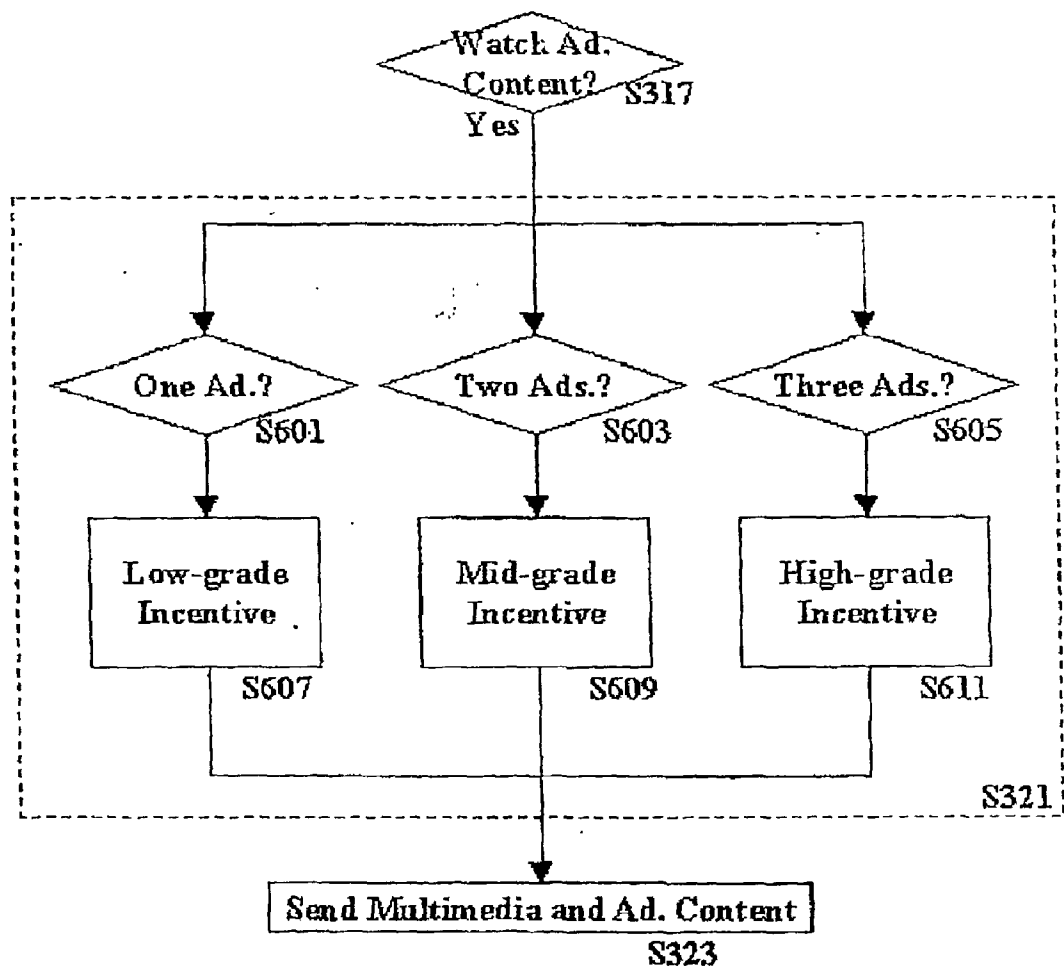 Watch Ad.
Content?
S317
Yes
One Ad.?
S601
Two Ads.?
S603
Three Ads.?
S605
Low-grade
Incentive
S607
Mid-grade
Incentive
S609
High-grade
Incentive
S611
S321
Send Multimedia and Ad. Content
S323